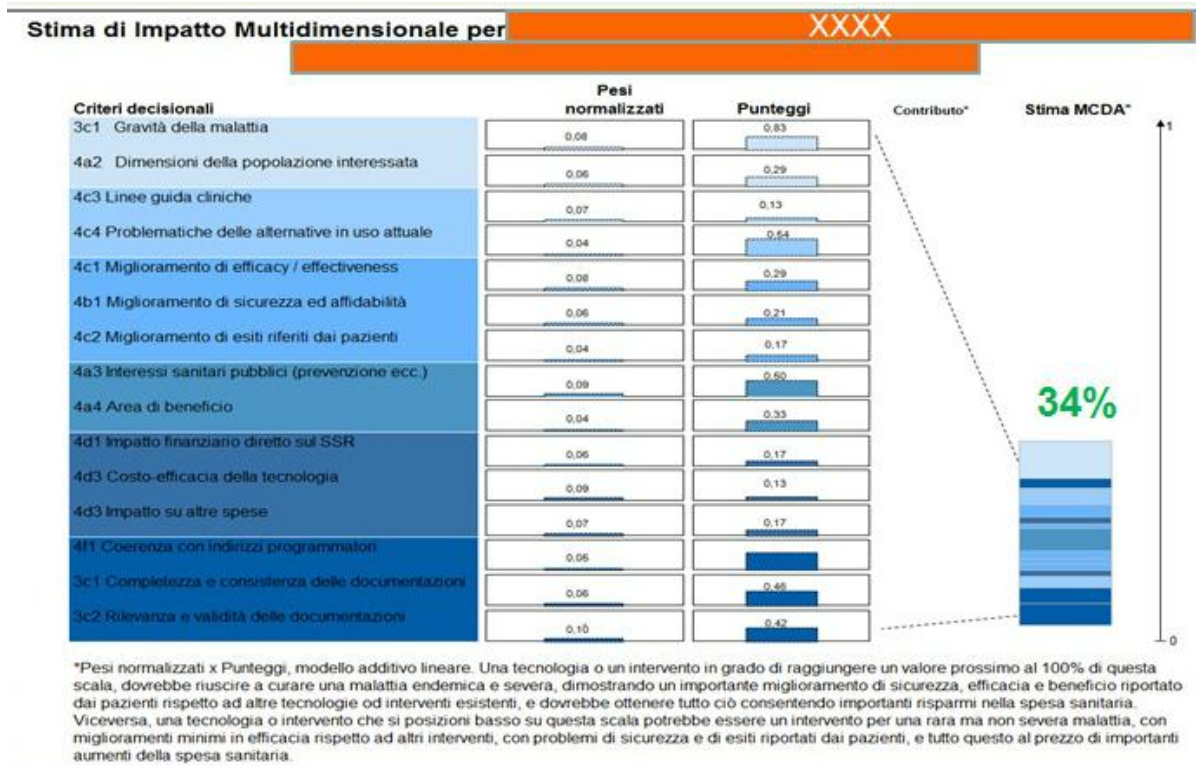 Stima di Impatto Multidimensionale per XXXX
Criteri decisionali Pesi normalizzati Punteggi Contributo* Stima MCDA*
3c1 Gravità della malattia 0,08 0,83
4a2 Dimensioni della popolazione interessata 0,06 0,29
4c3 Linee guida cliniche 0,07 0,13
4c4 Problematiche delle alternative in uso attuale 0,04 0,54
4c1 Miglioramento di efficacy / effectiveness 0,08 0,29
4b1 Miglioramento di sicurezza ed affidabilità 0,06 0,21
4c2 Miglioramento di esiti riferiti dai pazienti 0,04 0,17
4a3 Interessi sanitari pubblici (prevenzione ecc.) 0,09 0,50
4a4 Area di beneficio 0,04 0,33
4d1 Impatto finanziario diretto sul SSR 0,06 0,17
4d3 Costo-efficacia della tecnologia 0,09 0,13
4d3 Impatto su altre spese 0,07 0,17
4f1 Coerenza con indirizzi programmatori 0,05
3c1 Completezza e consistenza delle documentazioni 0,06 0,46
3c2 Rilevanza e validità delle documentazioni 0,10 0,42
1
34%
0
*Pesi normalizzati x Punteggi, modello additivo lineare. Una tecnologia o un intervento in grado di raggiungere un valore prossimo al 100% di questa
scala, dovrebbe riuscire a curare una malattia endemica e severa, dimostrando un importante miglioramento di sicurezza, efficacia e beneficio riportato
dai pazienti rispetto ad altre tecnologie od interventi esistenti, e dovrebbe ottenere tutto ciò consentendo importanti risparmi nella spesa sanitaria.
Viceversa, una tecnologia o intervento che si posizioni basso su questa scala potrebbe essere un intervento per una rara ma non severa malattia, con
miglioramenti minimi in efficacia rispetto ad altri interventi, con problemi di sicurezza e di esiti riportati dai pazienti, e tutto questo al prezzo di importanti
aumenti della spesa sanitaria.